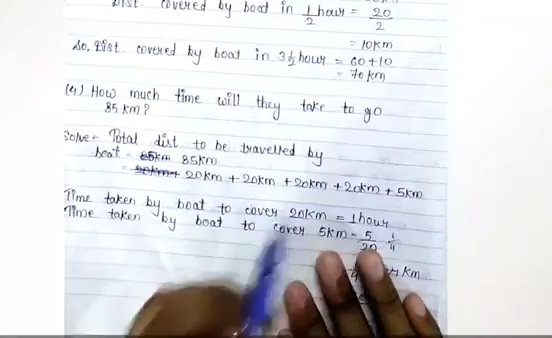 Dist covered by boat in 1/2 hour = 20/2
= 10km
So, Dist covered by boat in 3 1/2 hour = 60+10
= 70 km
(4) How much time will they take to go
85 km?
Solve = Total dist to be travelled by
boat = 85km
= 20km + 20km + 20km + 20km + 5km
Time taken by boat to cover 20km = 1 hour
Time taken by boat to cover 5km = 5/20 1/4
km